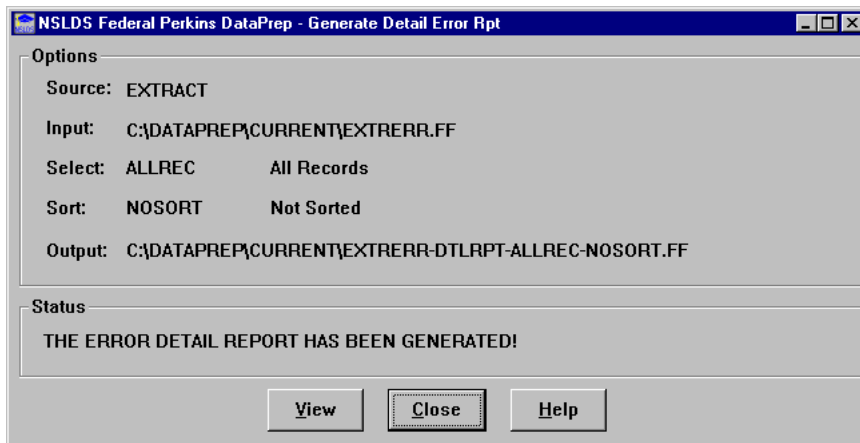 NSLDS Federal Perkins DataPrep - Generate Detail Error Rpt
Options
Source: EXTRACT
Input: C:\DATAPREP\CURRENT\EXTRERR.FF
Select: ALLREC All Records
Sort: NOSORT Not Sorted
Output: C:\DATAPREP\CURRENT\EXTRERR-DTLRPT-ALLREC-NOSORT.FF
Status
THE ERROR DETAIL REPORT HAS BEEN GENERATED!
View Close Help